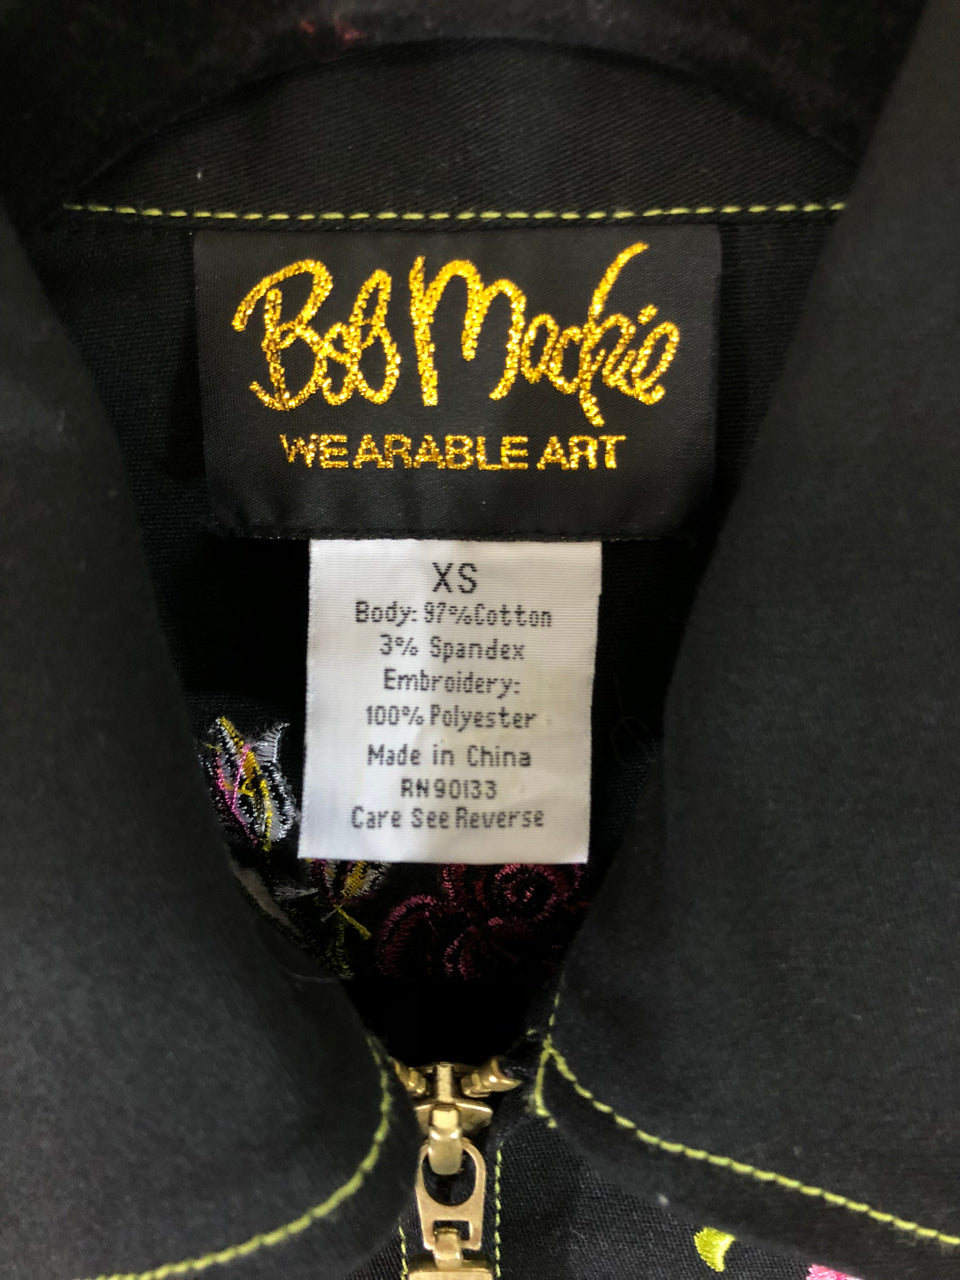 Bob Mackie
WEARABLE ART
XS
Body: 97%Cotton
3% Spandex
Embroidery:
100% Polyester
Made in China
RN90133
Care See Reverse